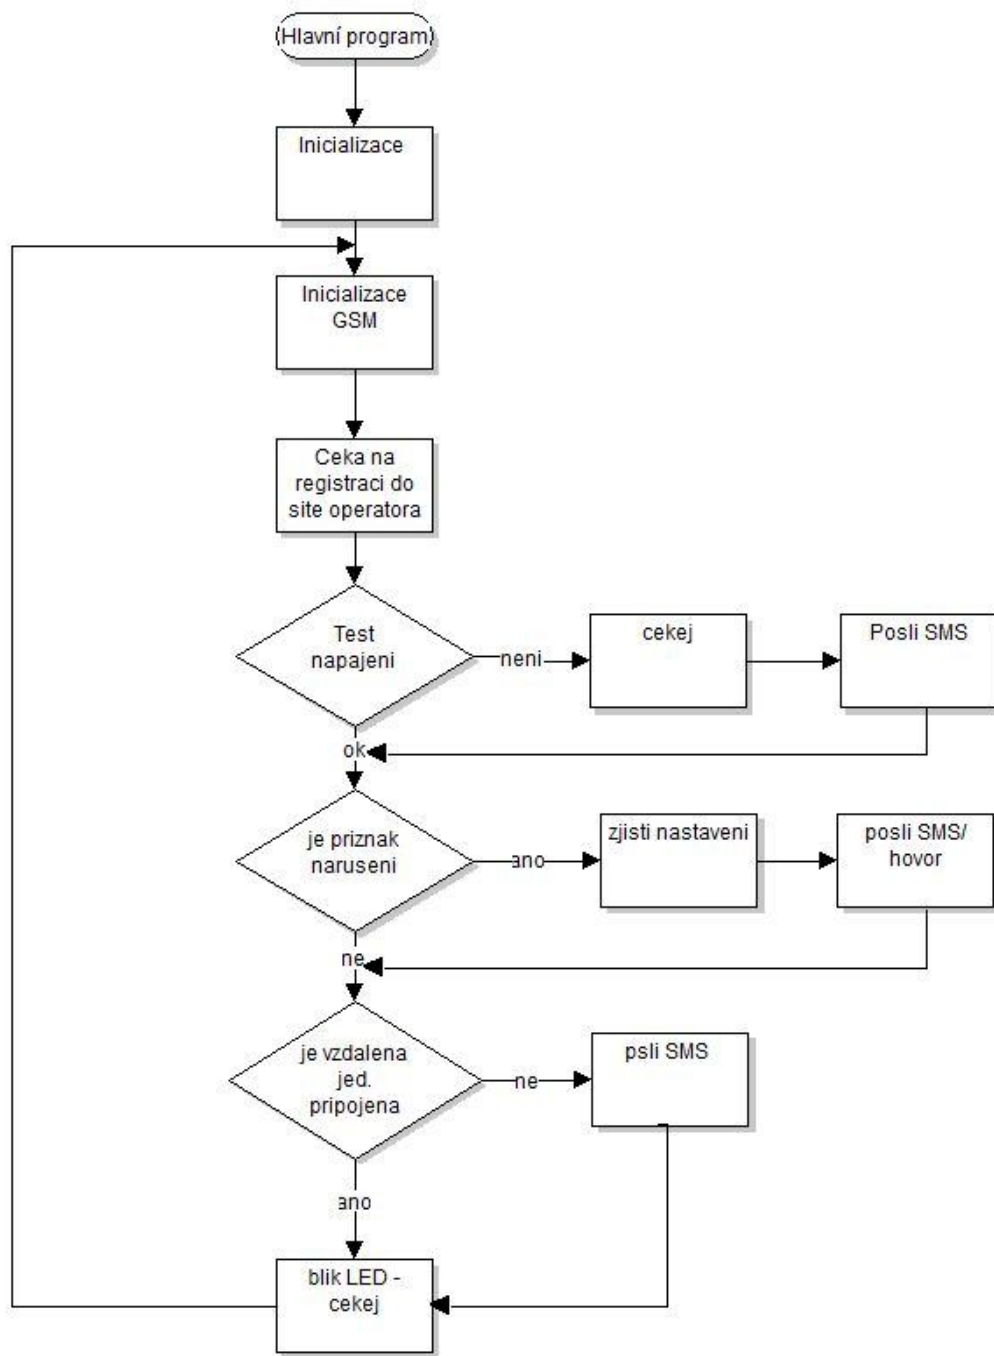 Hlavní program
Inicializace
Inicializace
GSM
Ceka na
registraci do
site operatora
Test
napajeni
neni
cekej
Posli SMS
ok
je priznak
naruseni
ano
zjisti nastaveni
posli SMS/
hovor
ne
je vzdalena
jed.
pripojena
ne
psli SMS
ano
blik LED -
cekej